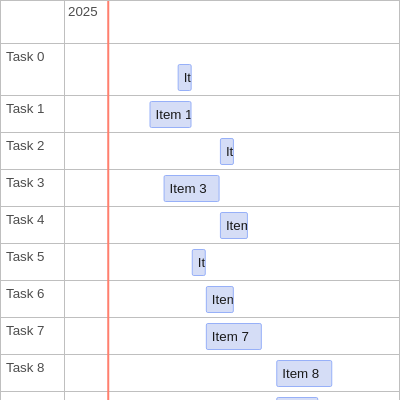 2025
Task 0
It
Task 1
Item 1
Task 2
It
Task 3
Item 3
Task 4
Iten
Task 5
It
Task 6
Iten
Task 7
Item 7
Task 8
Item 8